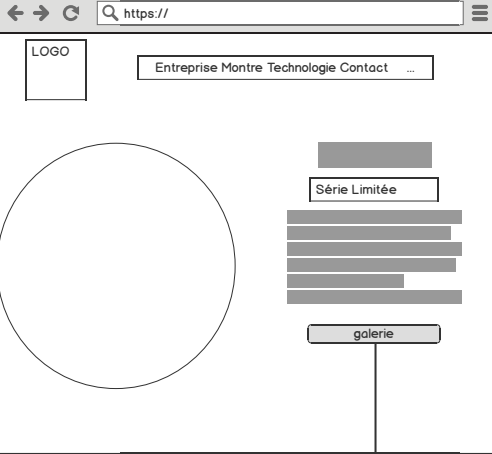 https://
LOGO
Entreprise Montre Technologie Contact ...
Série Limitée
galerie